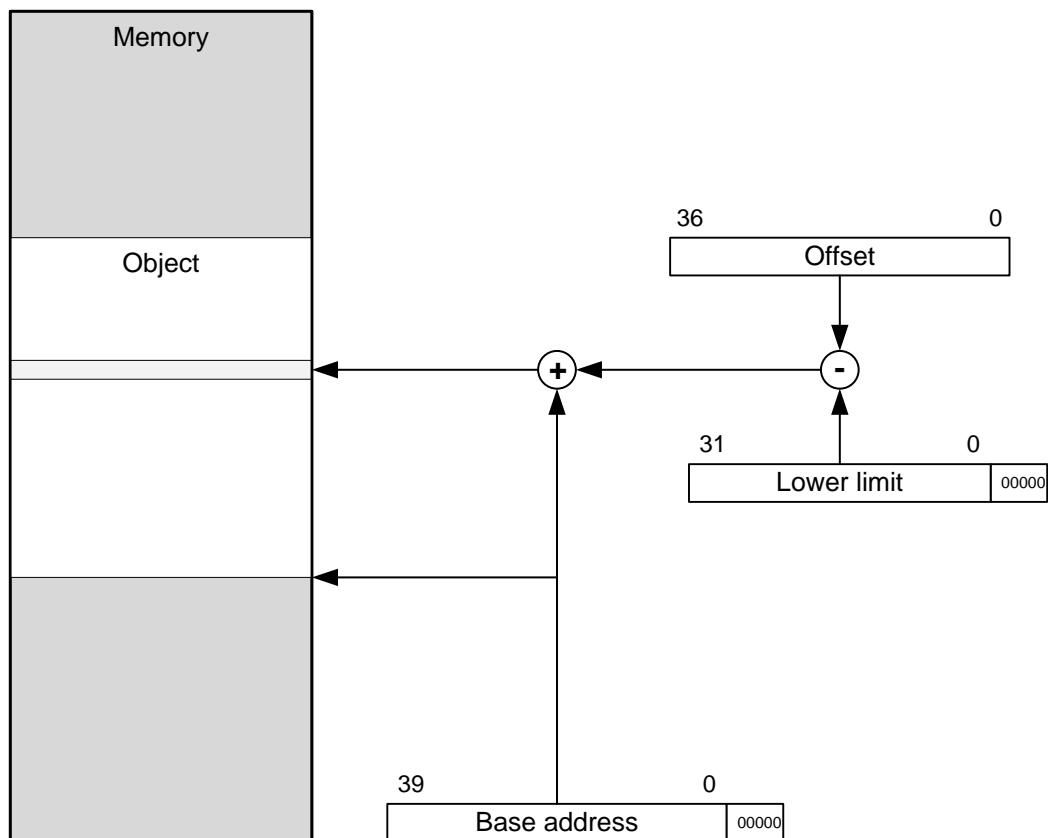 Memory
36 0
Object
Offset
+
-
31 0
Lower limit 00000
39 0
Base address 00000